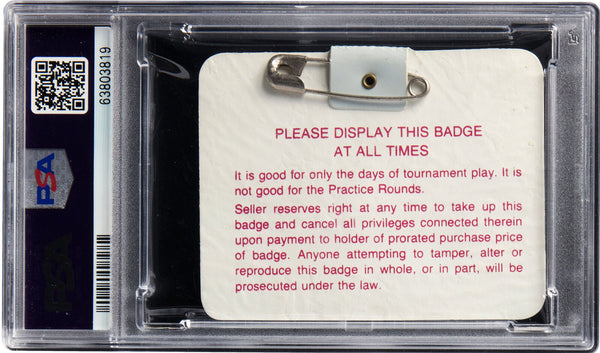 63803819
PSA
PSA
PLEASE DISPLAY THIS BADGE
AT ALL TIMES
It is good for only the days of tournament play. It is
not good for the Practice Rounds.
Seller reserves right at any time to take up this
badge and cancel all privileges connected therein
upon payment to holder of prorated purchase price
of badge. Anyone attempting to tamper, alter or
reproduce this badge in whole, or in part, will be
prosecuted under the law.